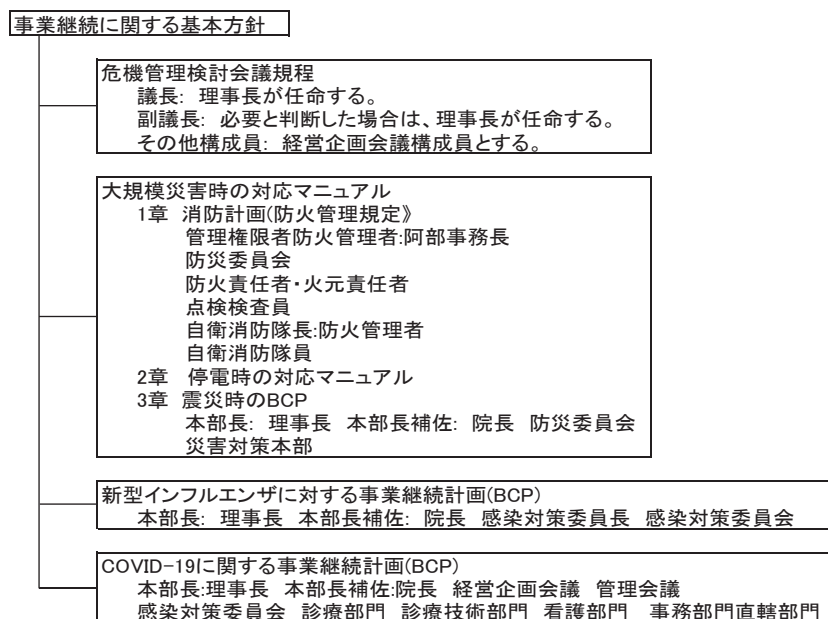 事業継続に関する基本方針
危機管理検討会議規程
議長: 理事長が任命する。
副議長: 必要と判断した場合は、理事長が任命する。
その他構成員: 経営企画会議構成員とする。
大規模災害時の対応マニュアル
1章 消防計画(防火管理規定》
管理権限者防火管理者:阿部事務長
防災委員会
防火責任者・火元責任者
点検検査員
自衛消防隊長:防火管理者
自衛消防隊員
2章 停電時の対応マニュアル
3章 震災時のBCP
本部長: 理事長 本部長補佐: 院長 防災委員会
災害対策本部
新型インフルエンザに対する事業継続計画(BCP)
本部長: 理事長 本部長補佐: 院長 感染対策委員長 感染対策委員会
COVID-19に関する事業継続計画(BCP)
本部長:理事長 本部長補佐:院長 経営企画会議 管理会議
感染対策委員会 診療部門 診療技術部門 看護部門 事務部門直轄部門